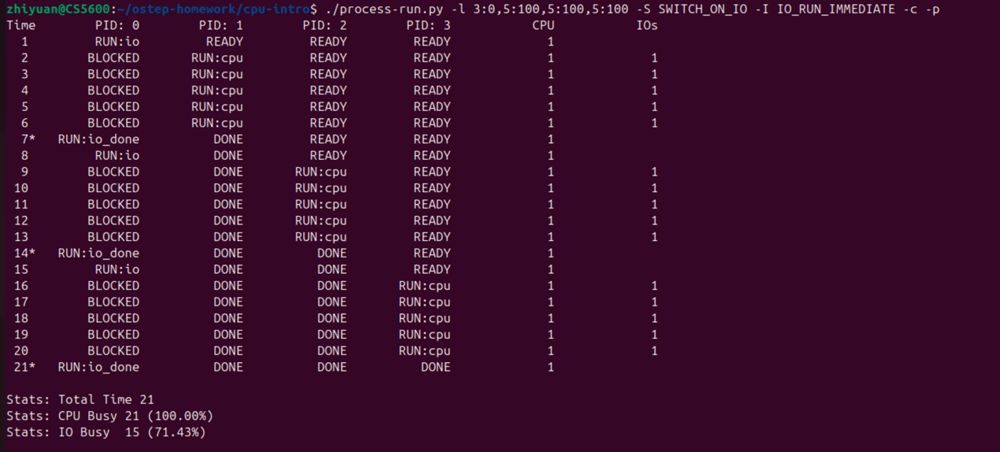 zhiyuan@CS5600:~/ostep-homework/cpu-intro$ ./process-run.py -l 3:0,5:100,5:100,5:100 -S SWITCH_ON_IO -I IO_RUN_IMMEDIATE -c -p
Time        PID: 0        PID: 1        PID: 2        PID: 3           CPU           IOs
  1         RUN:io         READY         READY         READY             1
  2        BLOCKED       RUN:cpu         READY         READY             1             1
  3        BLOCKED       RUN:cpu         READY         READY             1             1
  4        BLOCKED       RUN:cpu         READY         READY             1             1
  5        BLOCKED       RUN:cpu         READY         READY             1             1
  6        BLOCKED       RUN:cpu         READY         READY             1             1
  7*   RUN:io_done          DONE         READY         READY             1
  8         RUN:io          DONE         READY         READY             1
  9        BLOCKED          DONE       RUN:cpu         READY             1             1
 10        BLOCKED          DONE       RUN:cpu         READY             1             1
 11        BLOCKED          DONE       RUN:cpu         READY             1             1
 12        BLOCKED          DONE       RUN:cpu         READY             1             1
 13        BLOCKED          DONE       RUN:cpu         READY             1             1
 14*   RUN:io_done          DONE          DONE         READY             1
 15         RUN:io          DONE          DONE         READY             1
 16        BLOCKED          DONE          DONE       RUN:cpu             1             1
 17        BLOCKED          DONE          DONE       RUN:cpu             1             1
 18        BLOCKED          DONE          DONE       RUN:cpu             1             1
 19        BLOCKED          DONE          DONE       RUN:cpu             1             1
 20        BLOCKED          DONE          DONE       RUN:cpu             1             1
 21*   RUN:io_done          DONE          DONE          DONE             1
Stats: Total Time 21
Stats: CPU Busy 21 (100.00%)
Stats: IO Busy  15 (71.43%)